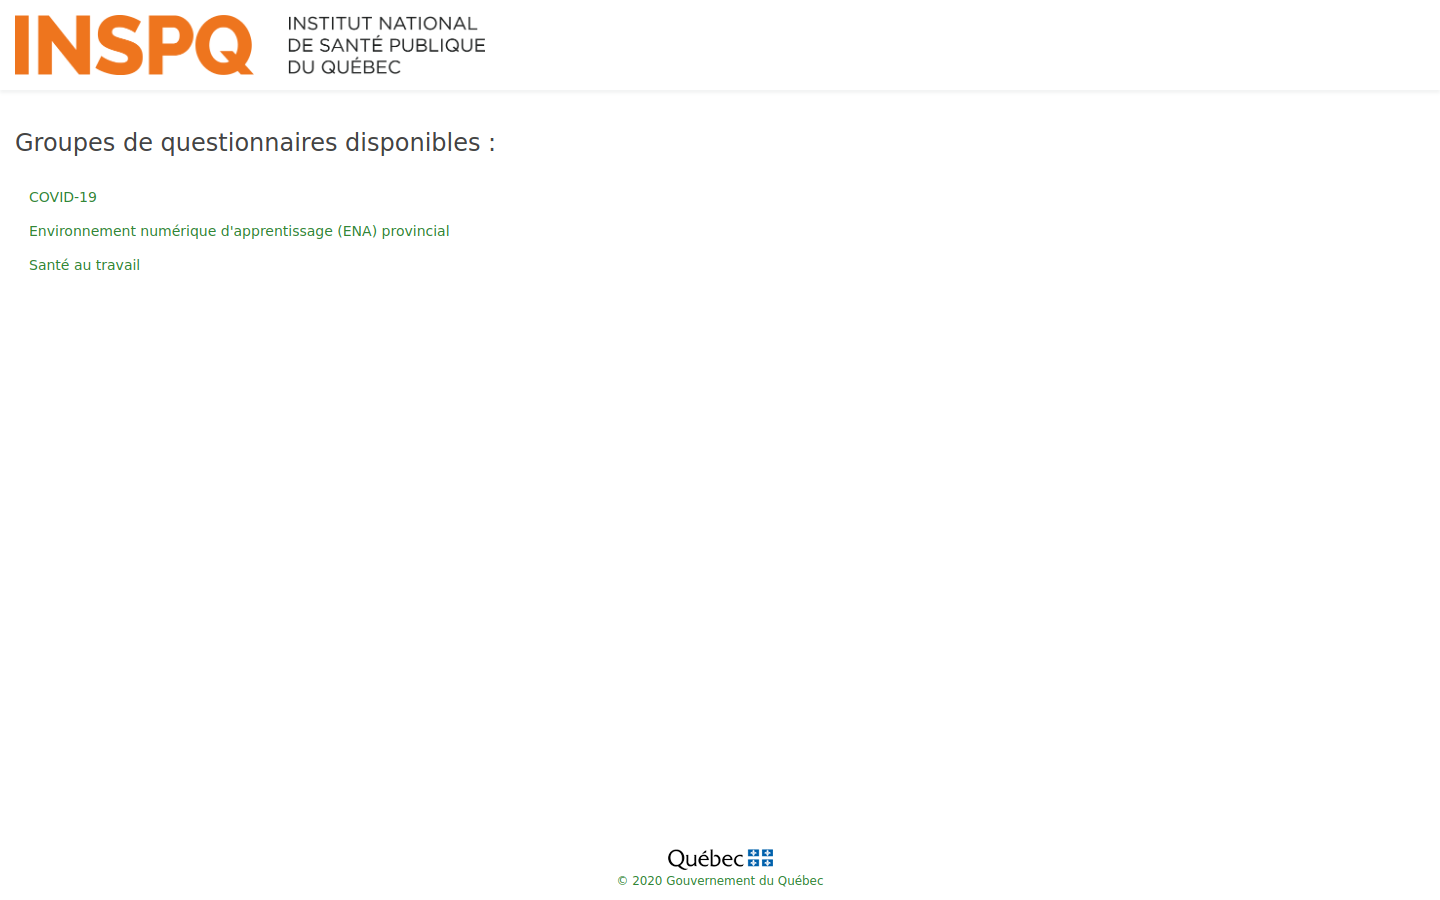 INSPQ
INSTITUT NATIONAL
DE SANTÉ PUBLIQUE
DU QUÉBEC
Groupes de questionnaires disponibles :
COVID-19
Environnement numérique d'apprentissage (ENA) provincial
Santé au travail
Québec
© 2020 Gouvernement du Québec